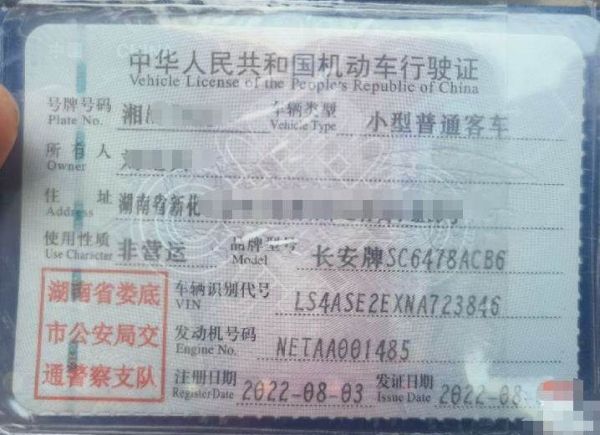 中华人民共和国机动车行驶证
Vehicle License of the People's Republic of China
号牌号码 湘 车辆类型 小型普通客车
Plate No. Vehicle Type
所有人
Owner
住址 湖南省新化
Address
使用性质 非营运 品牌型号 长安牌SC6478ACB6
Use Character Model
湖南省娄底
市公安局交
通警察支队
车辆识别代号 LS4ASE2EXNA723846
VIN
发动机号码 NETAA001485
Engine No.
注册日期 2022-08-03 发证日期 2022-08-
Register Date Issue Date